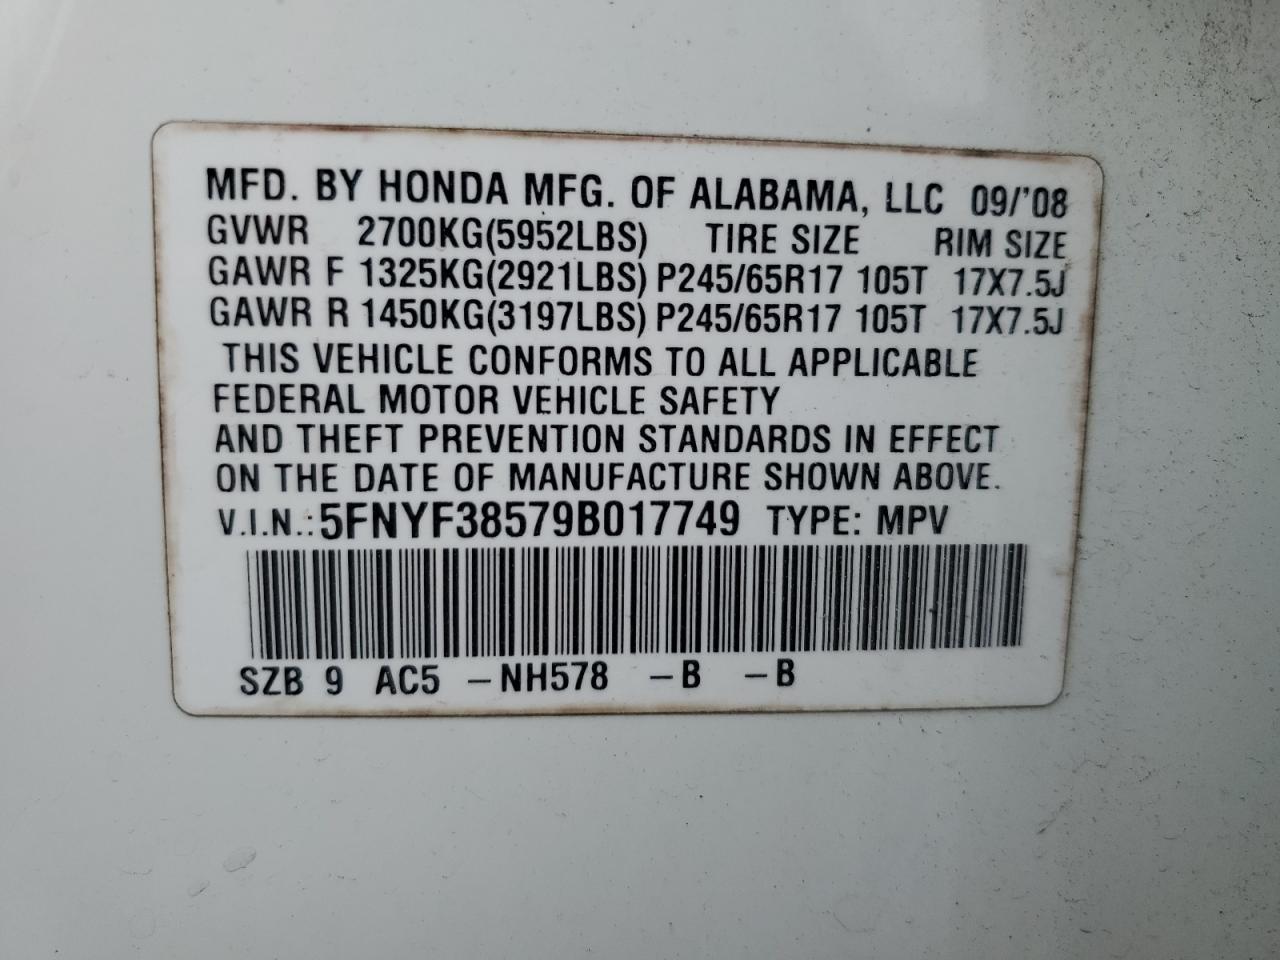 MFD. BY HONDA MFG. OF ALABAMA, LLC 09/'08
GVWR 2700KG(5952LBS) TIRE SIZE RIM SIZE
GAWR F 1325KG(2921LBS) P245/65R17 105T 17X7.5J
GAWR R 1450KG(3197LBS) P245/65R17 105T 17X7.5J
THIS VEHICLE CONFORMS TO ALL APPLICABLE
FEDERAL MOTOR VEHICLE SAFETY
AND THEFT PREVENTION STANDARDS IN EFFECT
ON THE DATE OF MANUFACTURE SHOWN ABOVE.
V.I.N.: 5FNYF38579B017749 TYPE: MPV
SZB 9 AC5 -NH578 -B -B